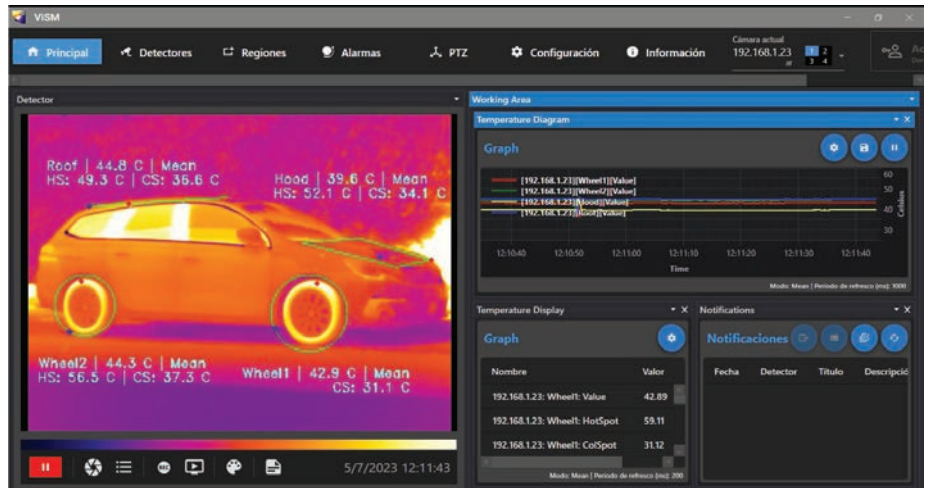 ViSM
Principal
Detectores
Regiones
Alarmas
PTZ
Configuración
Información
Cámara actual
192.168.1.23
1 2
3 4
Detector
Roof | 44.8 C | Mean
HS: 49.3 C | CS: 36.6 C
Hood | 39.6 C | Mean
HS: 52.1 C | CS: 34.1 C
Wheel2 | 44.3 C | Mean
HS: 56.5 C | CS: 37.3 C
Wheel1 | 42.9 C | Mean
CS: 31.1 C
REC
5/7/2023 12:11:43
Working Area
Temperature Diagram
Graph
[192.168.1.23][Wheel1][Value]
[192.168.1.23][Wheel2][Value]
[192.168.1.23][Hood][Value]
[192.168.1.23][Roof][Value]
60
50
40
30
Celsius
12:10:40 12:10:50 12:11:00 12:11:10 12:11:20 12:11:30 12:11:40
Time
Modo: Mean | Periodo de refresco (ms): 1000
Temperature Display
Graph
Nombre Valor
192.168.1.23: Wheel1: Value 42.89
192.168.1.23: Wheel1: HotSpot 59.11
192.168.1.23: Wheel1: ColSpot 31.12
Modo: Mean | Periodo de refresco (ms): 200
Notifications
Notificaciones
Fecha Detector Título Descripció